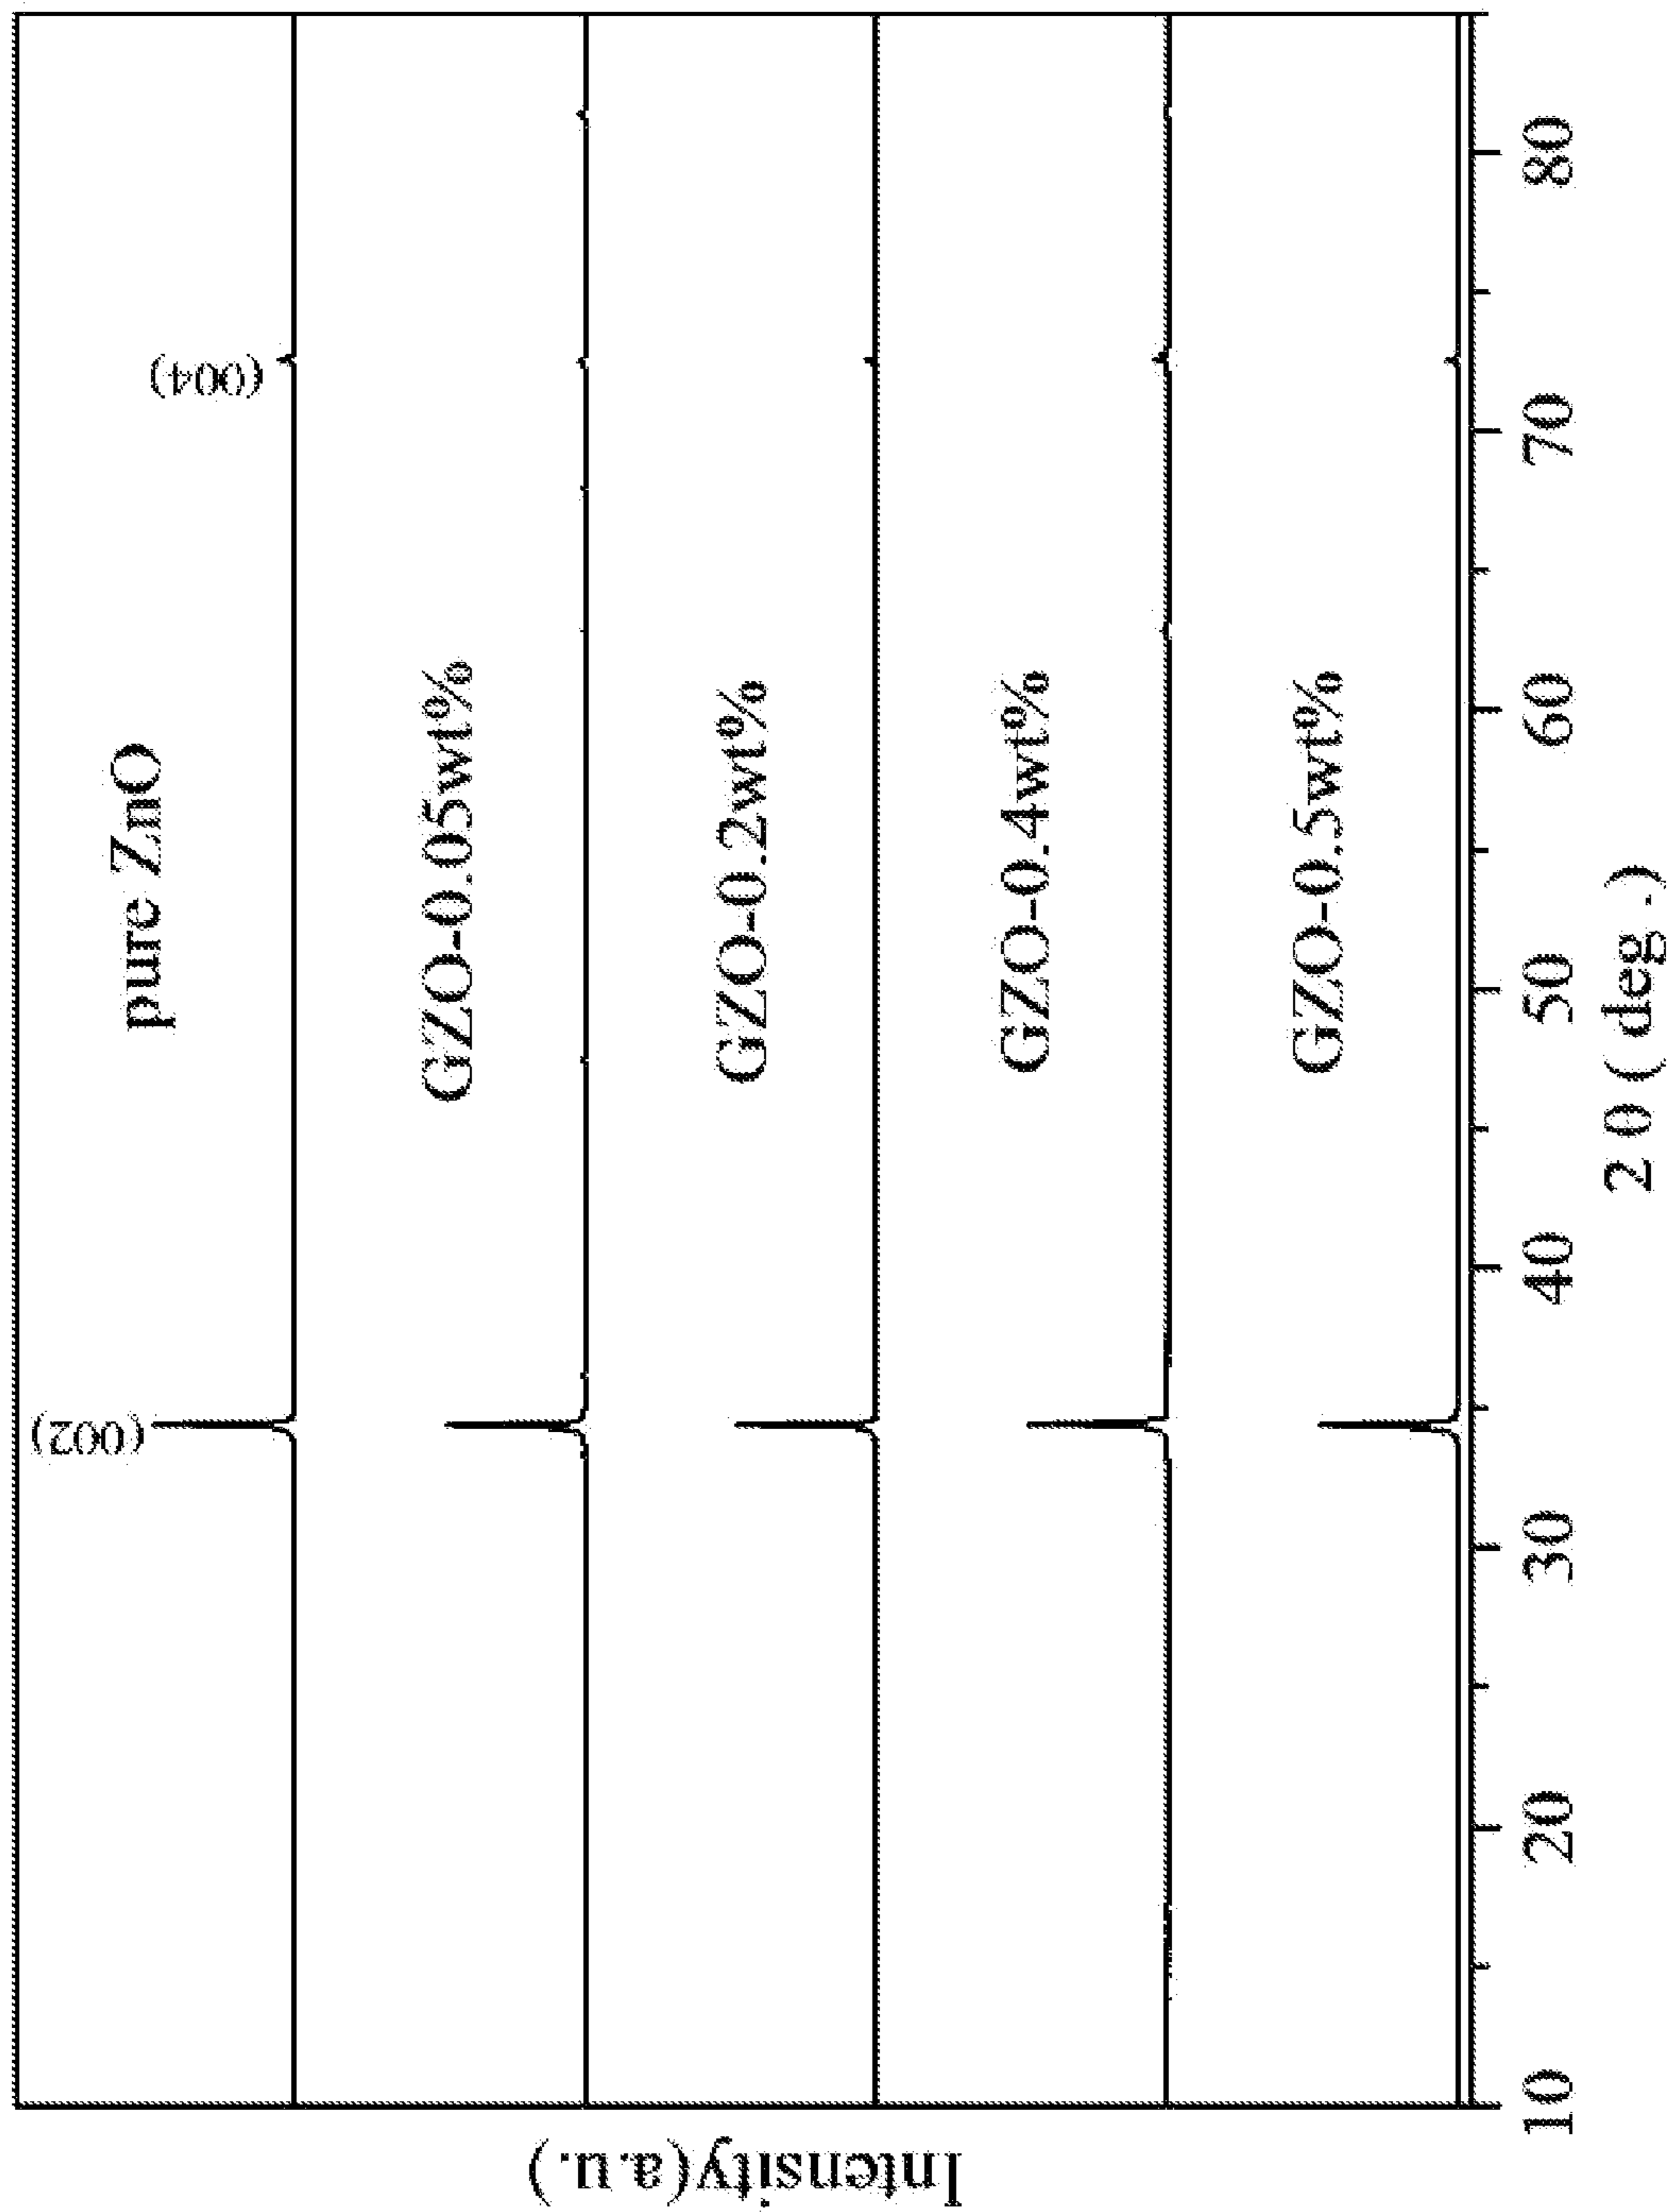 Intensity(a.u.)
(002)
(004)
pure ZnO
GZO-0.05wt%
GZO-0.2wt%
GZO-0.4wt%
GZO-0.5wt%
10 20 30 40 50 60 70 80
2 θ ( deg .)